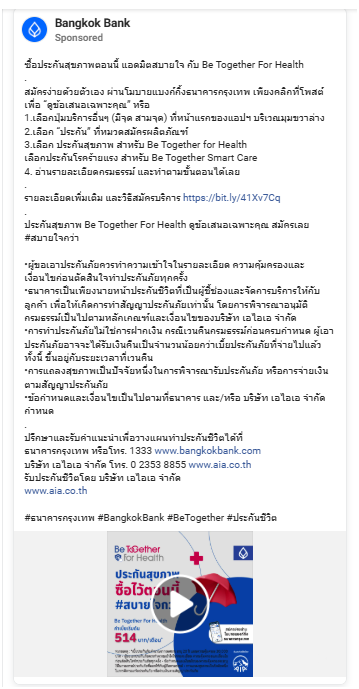 Bangkok Bank
Sponsored
ซื้อประกันสุขภาพตอนนี้ แอดมิตสบายใจ กับ Be Together For Health
.
สมัครง่ายด้วยตัวเอง ผ่านโมบายแบงก์กิ้งธนาคารกรุงเทพ เพียงคลิกที่โพสต์
เพื่อ "ดูข้อเสนอเฉพาะคุณ" หรือ
1.เลือกปุ่มบริการอื่นๆ (มีจุด สามจุด) ที่หน้าแรกของแอปฯ บริเวณมุมขวาล่าง
2.เลือก "ประกัน" ที่หมวดสมัครผลิตภัณฑ์
3.เลือก ประกันสุขภาพ สำหรับ Be Together for Health
เลือกประกันโรคร้ายแรง สำหรับ Be Together Smart Care
4. อ่านรายละเอียดกรมธรรม์ และทำตามขั้นตอนได้เลย
.
รายละเอียดเพิ่มเติม และวิธีสมัครบริการ https://bit.ly/41Xv7Cq
.
ประกันสุขภาพ Be Together For Health ดูข้อเสนอเฉพาะคุณ สมัครเลย
#สบายใจกว่า
•ผู้ขอเอาประกันภัยควรทำความเข้าใจในรายละเอียด ความคุ้มครองและ
เงื่อนไขก่อนตัดสินใจทำประกันภัยทุกครั้ง
•ธนาคารเป็นเพียงนายหน้าประกันชีวิตที่เป็นผู้ชี้ช่องและจัดการบริการให้กับ
ลูกค้า เพื่อให้เกิดการทำสัญญาประกันภัยเท่านั้น โดยการพิจารณาอนุมัติ
กรมธรรม์เป็นไปตามหลักเกณฑ์และเงื่อนไขของบริษัท เอไอเอ จำกัด
•การทำประกันภัยไม่ใช่การฝากเงิน กรณีเวนคืนกรมธรรม์ก่อนครบกำหนด ผู้เอา
ประกันภัยอาจจะได้รับเงินคืนเป็นจำนวนน้อยกว่าเบี้ยประกันภัยที่จ่ายไปแล้ว
ทั้งนี้ ขึ้นอยู่กับระยะเวลาที่เวนคืน
•การแถลงสุขภาพเป็นปัจจัยหนึ่งในการพิจารณารับประกันภัย หรือการจ่ายเงิน
ตามสัญญาประกันภัย
•ข้อกำหนดและเงื่อนไขเป็นไปตามที่ธนาคาร และ/หรือ บริษัท เอไอเอ จำกัด
กำหนด
.
ปรึกษาและรับคำแนะนำเพื่อวางแผนทำประกันชีวิตได้ที่
ธนาคารกรุงเทพ หรือโทร. 1333 www.bangkokbank.com
บริษัท เอไอเอ จำกัด โทร. 0 2353 8855 www.aia.co.th
รับประกันชีวิตโดย บริษัท เอไอเอ จำกัด
www.aia.co.th
#ธนาคารกรุงเทพ #BangkokBank #BeTogether #ประกันชีวิต
Be ToGether
for Health
ประกันสุขภาพ
ซื้อไว้ตอนนี้
#สบายใจกว่
Be Together For Health
514 บาท/เดือน*